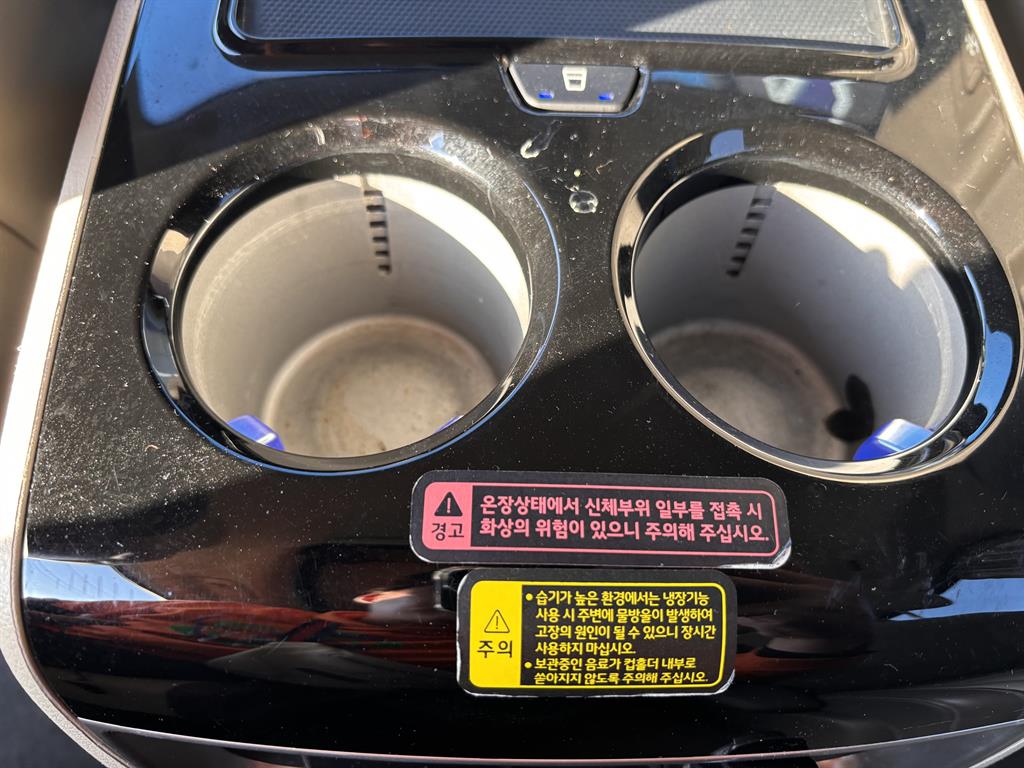 경고
온장상태에서 신체부위 일부를 접촉 시
화상의 위험이 있으니 주의해 주십시오.
주의
• 습기가 높은 환경에서는 냉장기능
사용 시 주변에 물방울이 발생하여
고장의 원인이 될 수 있으니 장시간
사용하지 마십시오.
• 보관중인 음료가 컵홀더 내부로
쏟아지지 않도록 주의해 주십시오.